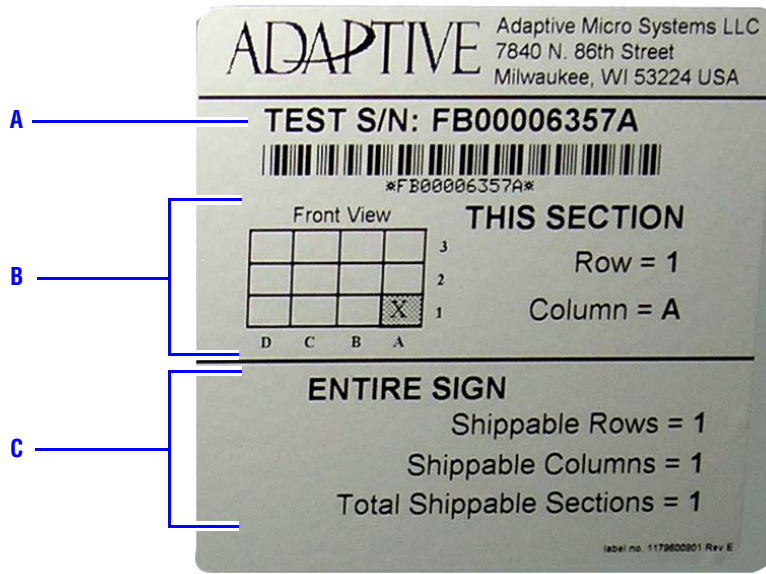 ADAPTIVE
Adaptive Micro Systems LLC
7840 N. 86th Street
Milwaukee, WI 53224 USA
A
TEST S/N: FB00006357A
*FB00006357A*
B
Front View
3
2
X 1
D C B A
THIS SECTION
Row = 1
Column = A
C
ENTIRE SIGN
Shippable Rows = 1
Shippable Columns = 1
Total Shippable Sections = 1
label no. 1179600901 Rev E